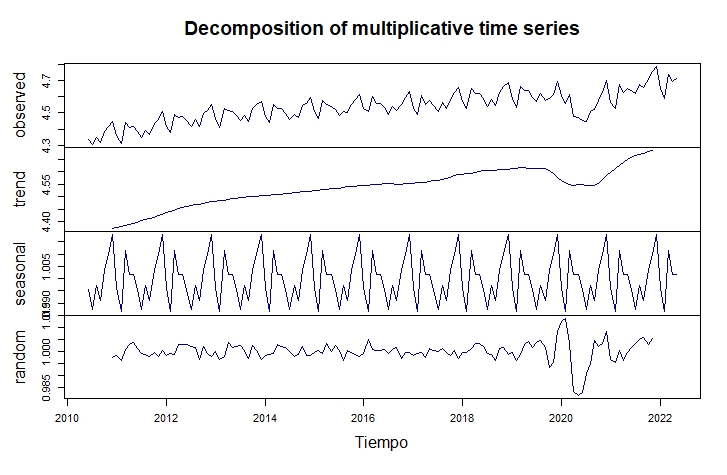 Decomposition of multiplicative time series
observed
4.7
4.5
4.3
trend
4.55
4.40
seasonal
1.005
0.990
random
1.000
0.985
2010 2012 2014 2016 2018 2020 2022
Tiempo